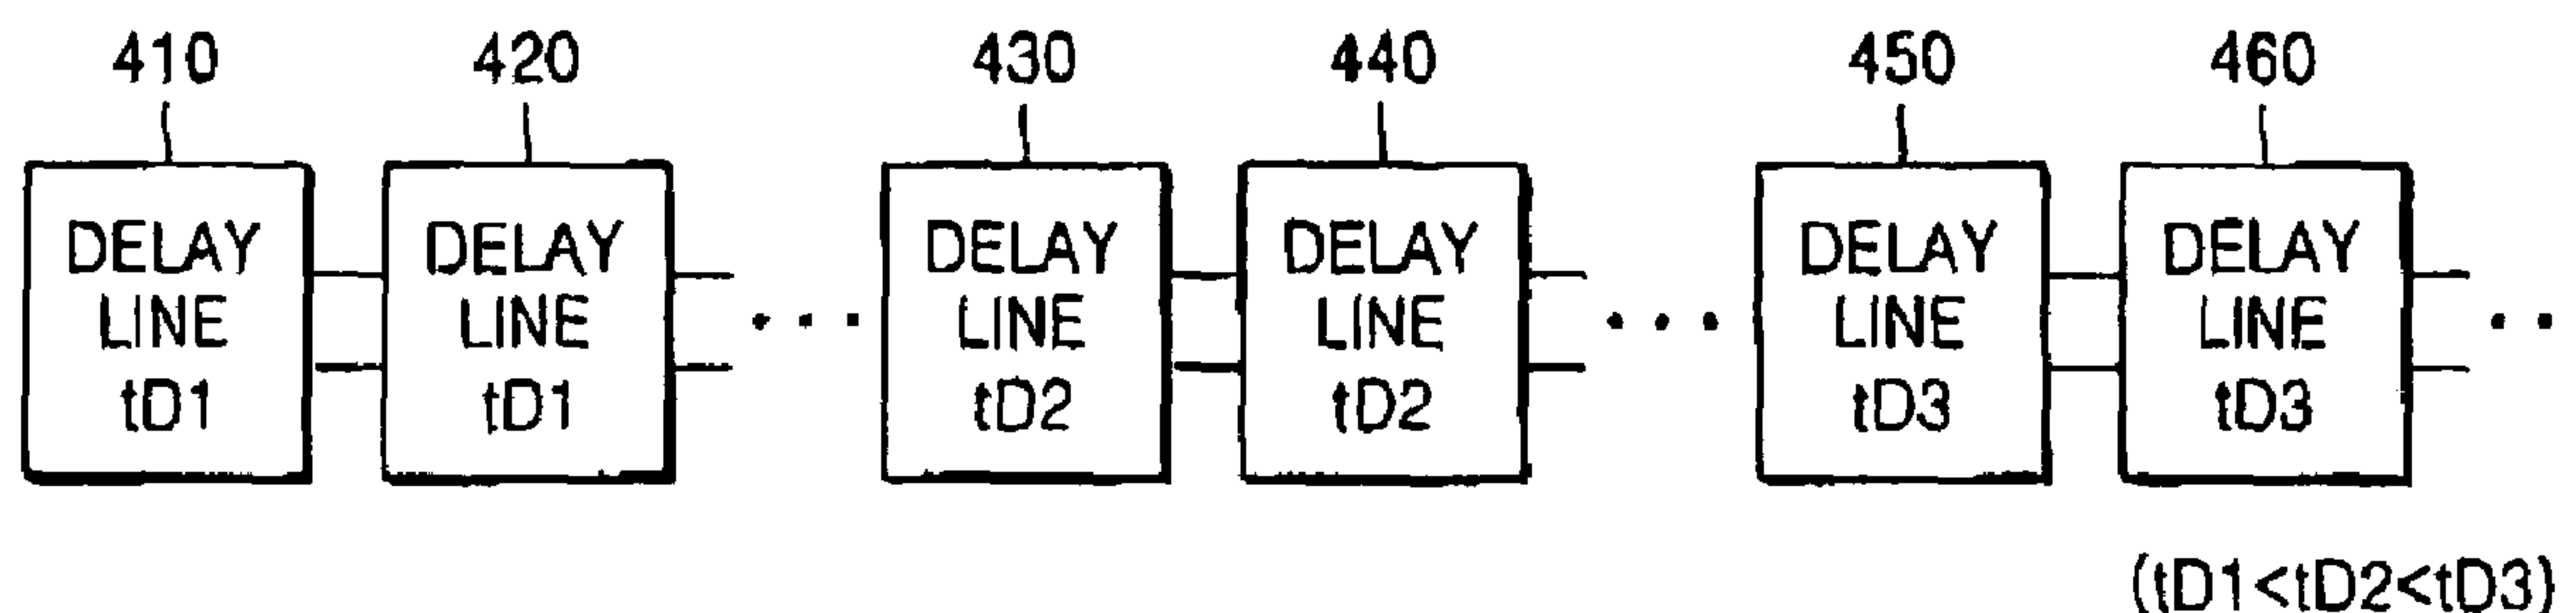 410 420 430 440 450 460
DELAY DELAY DELAY DELAY DELAY DELAY
LINE LINE LINE LINE LINE LINE
tD1 tD1 . . . tD2 tD2 . . . tD3 tD3 . .
(tD1<tD2<tD3)